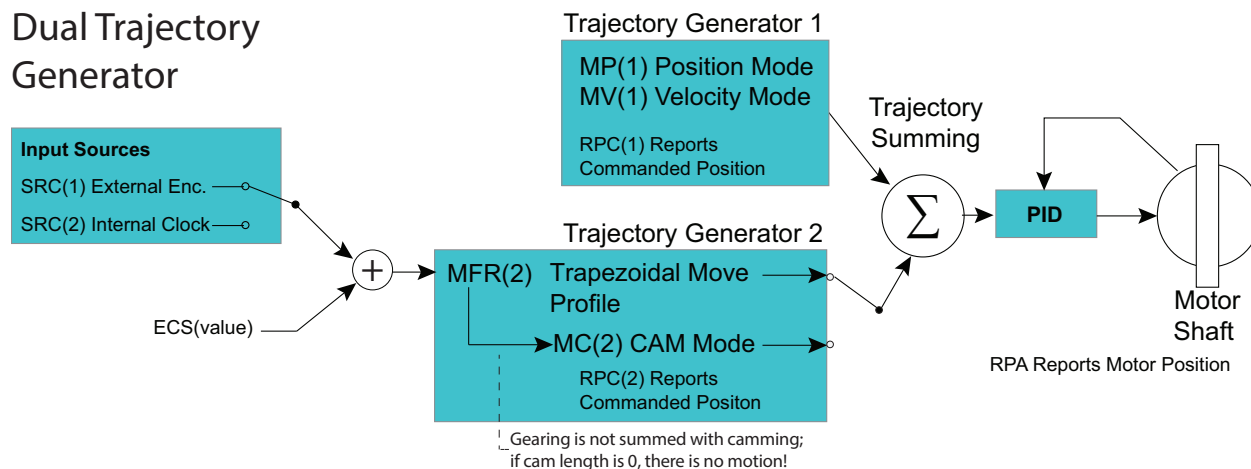 Dual Trajectory
Generator
Trajectory Generator 1
MP(1) Position Mode
MV(1) Velocity Mode
RPC(1) Reports
Commanded Position
Trajectory
Summing
Input Sources
SRC(1) External Enc.
SRC(2) Internal Clock
Σ
PID
Trajectory Generator 2
+
MFR(2)
Trapezoidal Move
Profile
ECS(value)
MC(2) CAM Mode
RPC(2) Reports
Commanded Positon
Motor
Shaft
RPA Reports Motor Position
Gearing is not summed with camming;
if cam length is 0, there is no motion!